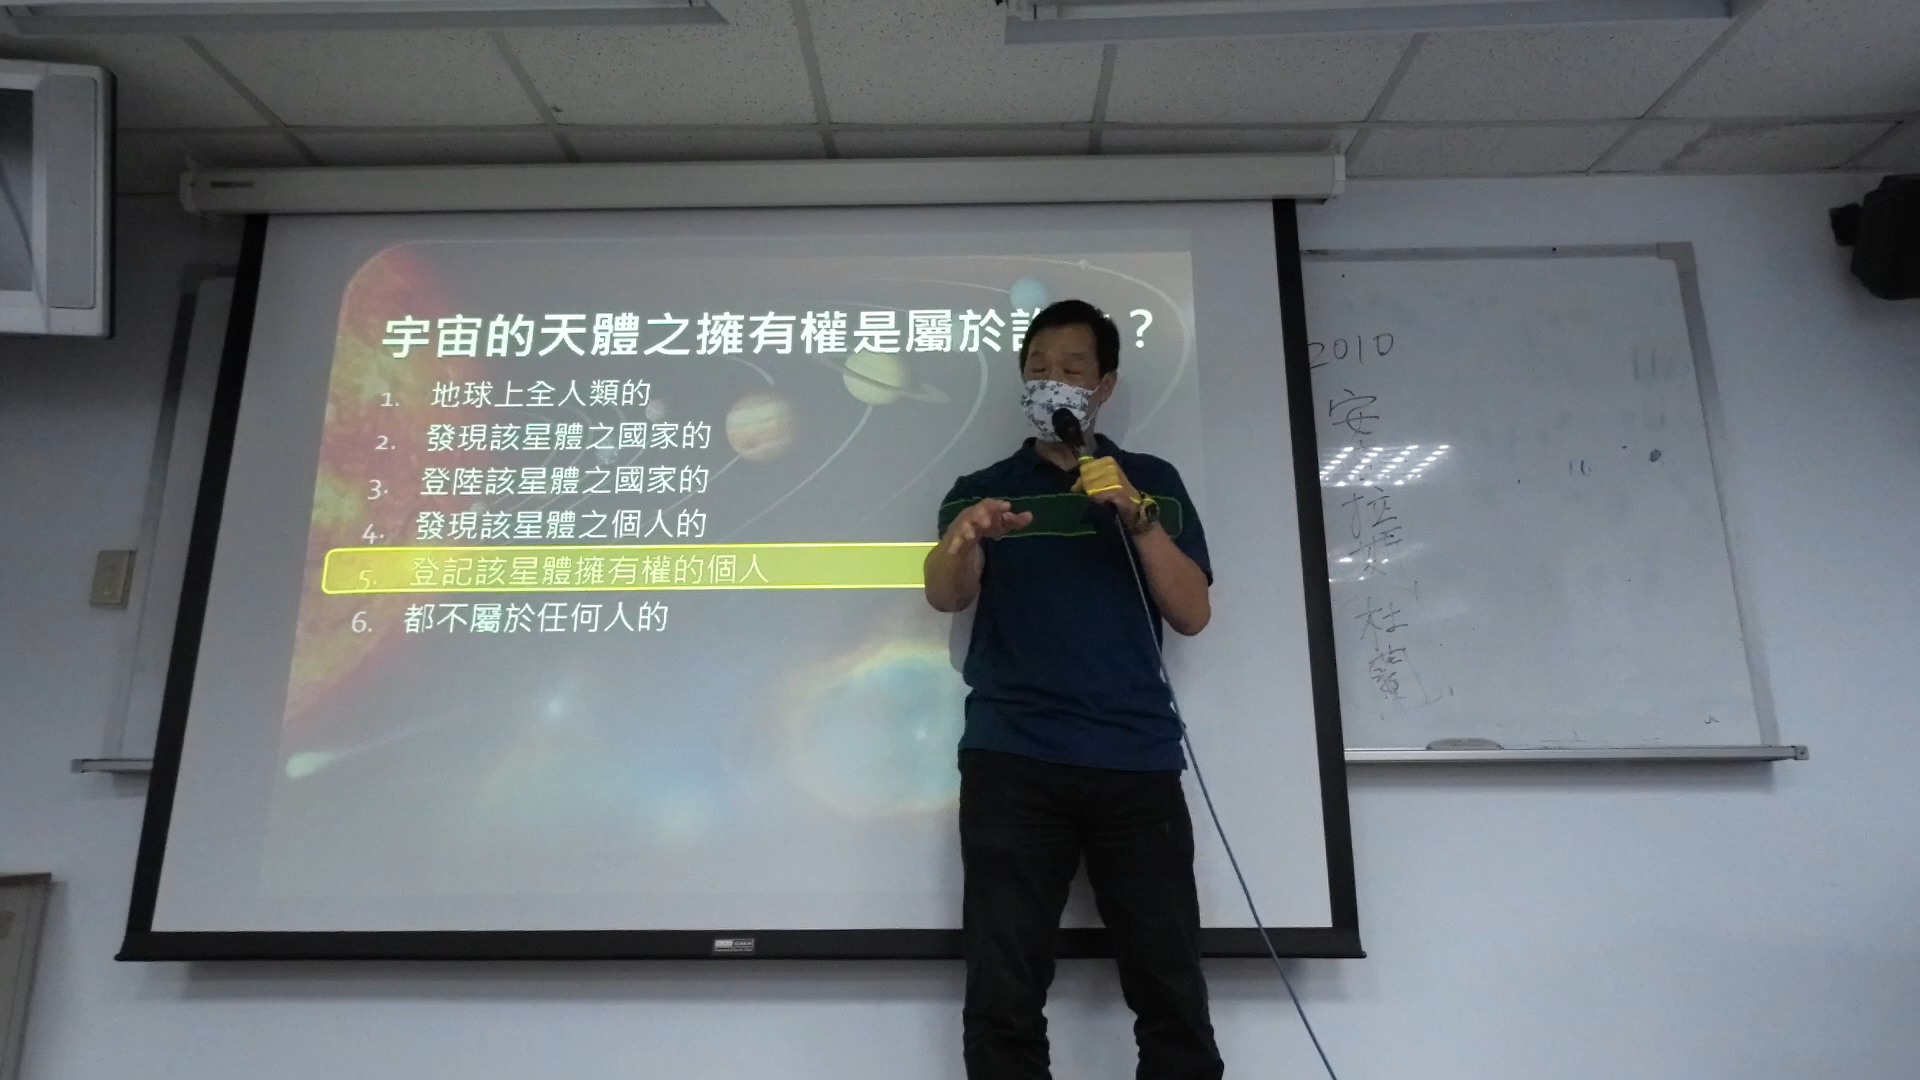 宇宙的天體之擁有權是屬於 ?
1. 地球上全人類的
2. 發現該星體之國家的
3. 登陸該星體之國家的
4. 發現該星體之個人的
5. 登記該星體擁有權的個人
6. 都不屬於任何人的
2010
安
拉
杜
蘭